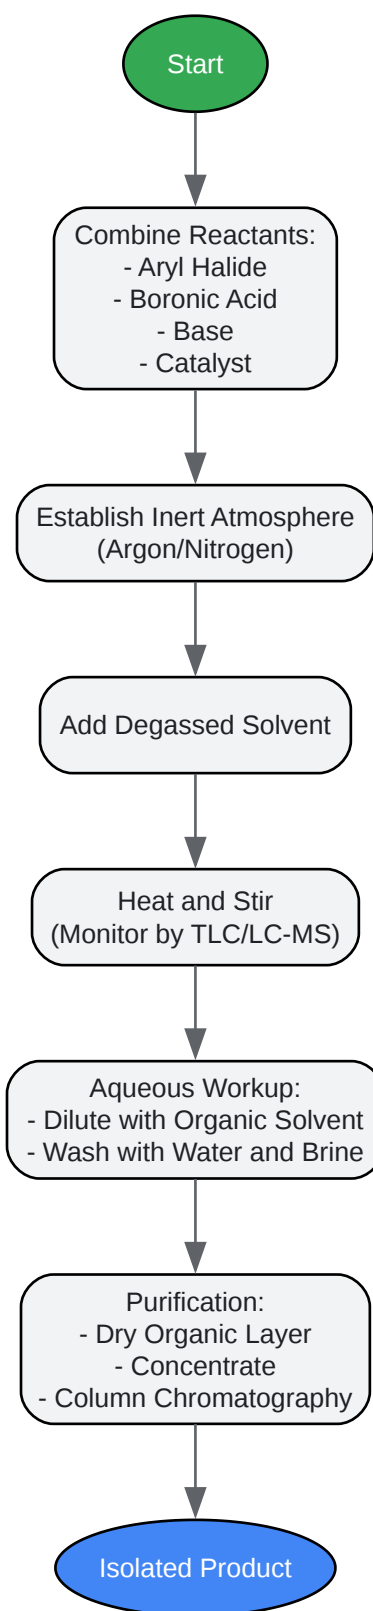 Start
Combine Reactants:
- Aryl Halide
- Boronic Acid
- Base
- Catalyst
Establish Inert Atmosphere
(Argon/Nitrogen)
Add Degassed Solvent
Heat and Stir
(Monitor by TLC/LC-MS)
Aqueous Workup:
- Dilute with Organic Solvent
- Wash with Water and Brine
Purification:
- Dry Organic Layer
- Concentrate
- Column Chromatography
Isolated Product